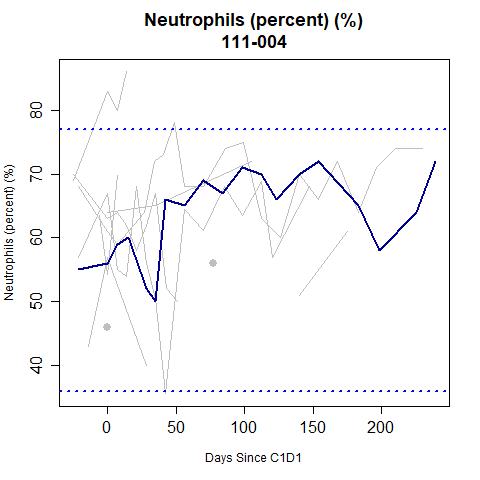 Neutrophils (percent) (%)
111-004
Neutrophils (percent) (%)
80
70
60
50
40
0 50 100 150 200
Days Since C1D1